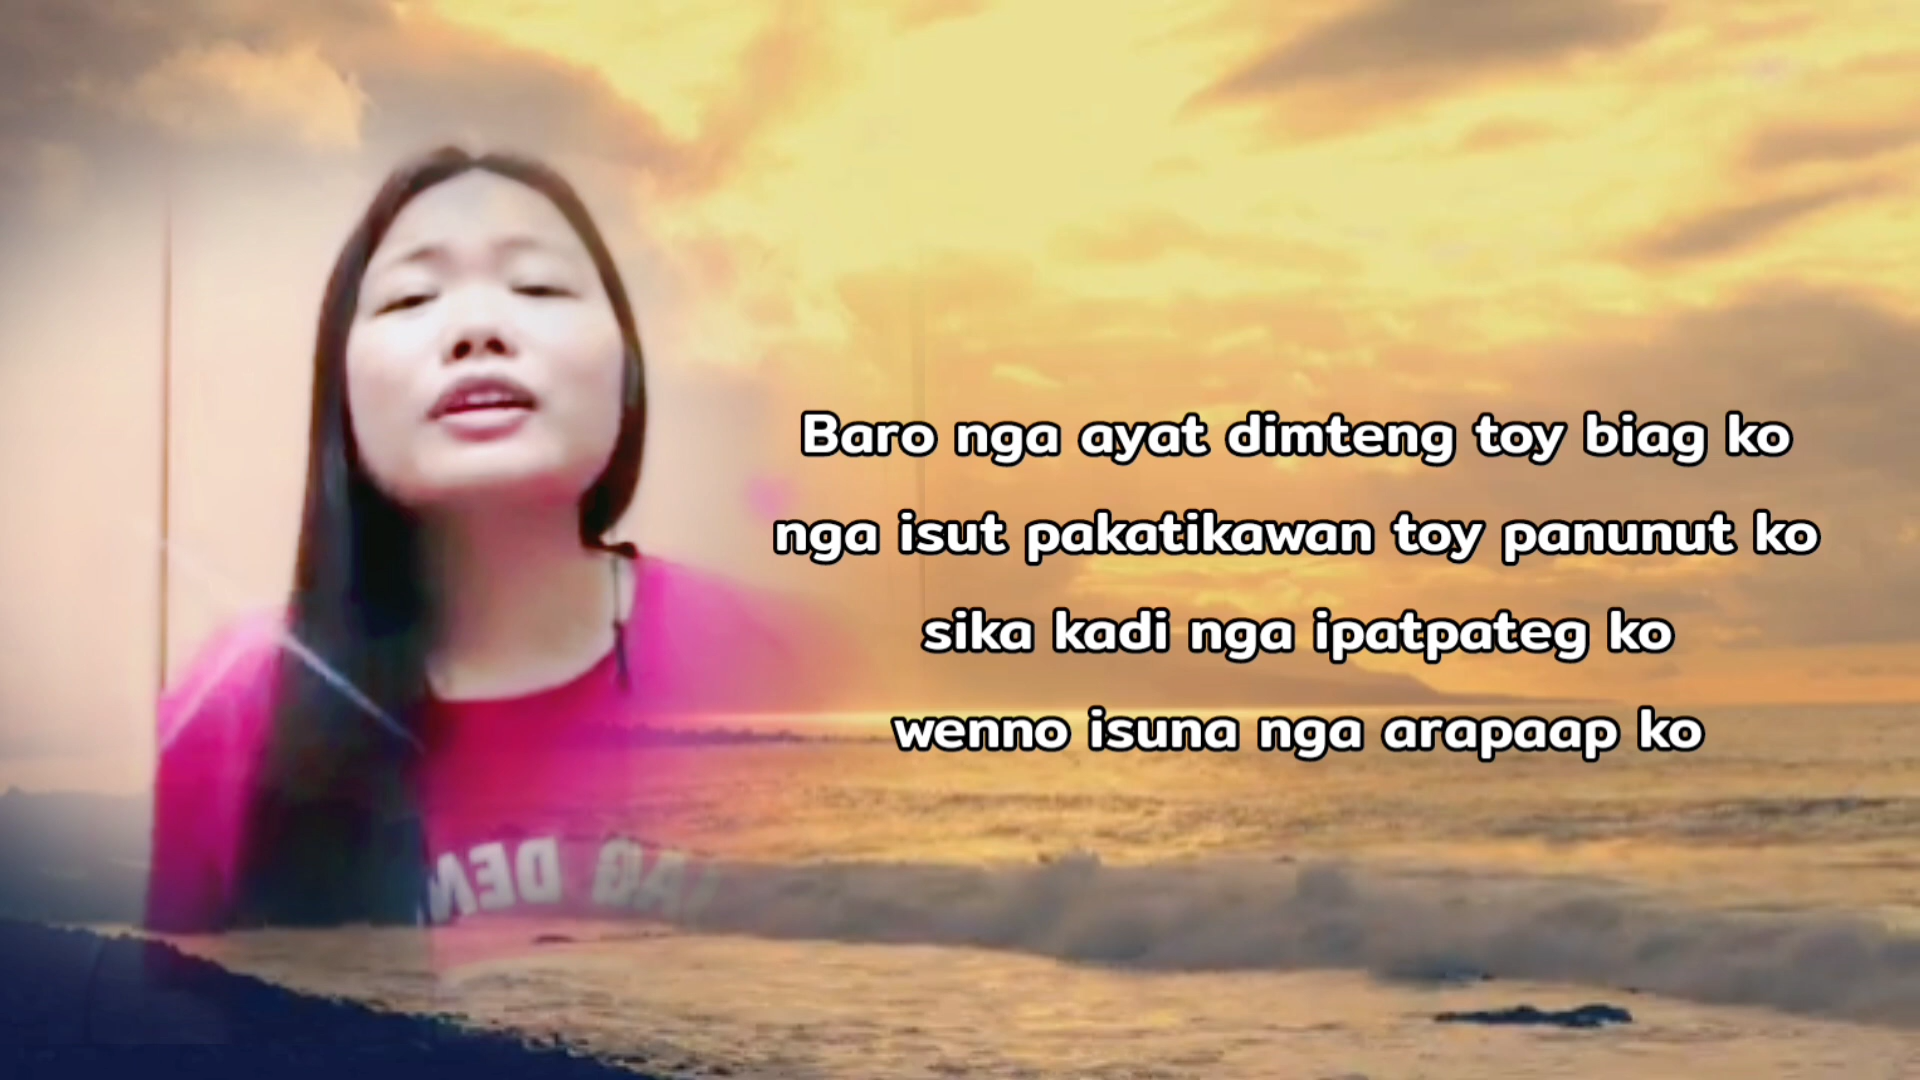 Baro nga ayat dimteng toy biag ko
nga isut pakatikawan toy panunut ko
sika kadi nga ipatpateg ko
wenno isuna nga arapaap ko